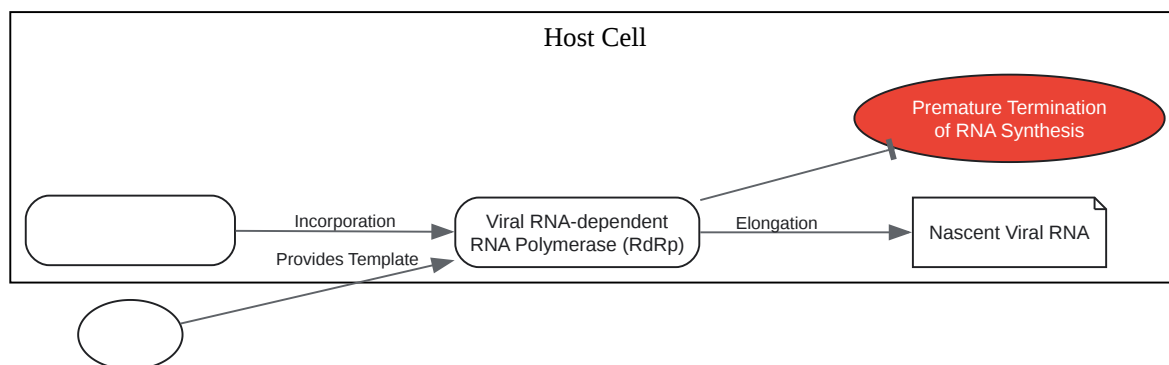 Host Cell
Premature Termination
of RNA Synthesis
Incorporation
Viral RNA-dependent
RNA Polymerase (RdRp)
Elongation
Nascent Viral RNA
Provides Template